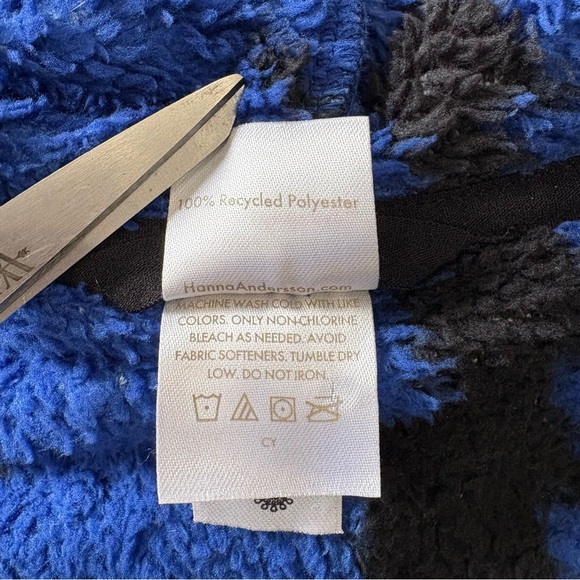 100% Recycled Polyester
HannaAndersson.com
MACHINE WASH COLD WITH LIKE
COLORS. ONLY NON-CHLORINE
BLEACH AS NEEDED. AVOID
FABRIC SOFTENERS. TUMBLE DRY
LOW. DO NOT IRON.
CY